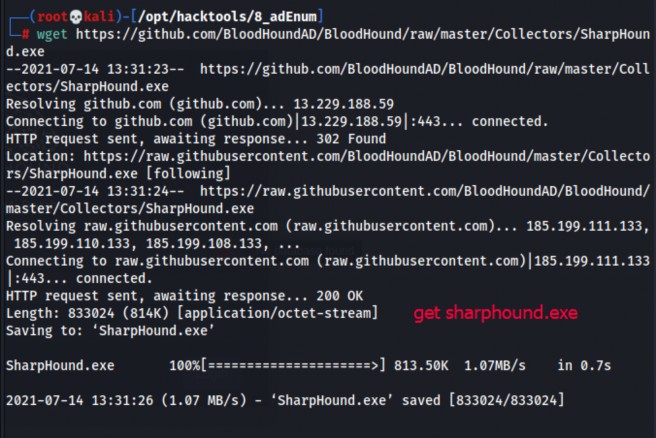 (root💀kali)-[/opt/hacktools/8_adEnum]
# wget https://github.com/BloodHoundAD/BloodHound/raw/master/Collectors/SharpHoun
d.exe
--2021-07-14 13:31:23--  https://github.com/BloodHoundAD/BloodHound/raw/master/Coll
ectors/SharpHound.exe
Resolving github.com (github.com)... 13.229.188.59
Connecting to github.com (github.com)|13.229.188.59|:443... connected.
HTTP request sent, awaiting response... 302 Found
Location: https://raw.githubusercontent.com/BloodHoundAD/BloodHound/master/Collecto
rs/SharpHound.exe [following]
--2021-07-14 13:31:24--  https://raw.githubusercontent.com/BloodHoundAD/BloodHound/
master/Collectors/SharpHound.exe
Resolving raw.githubusercontent.com (raw.githubusercontent.com)... 185.199.111.133,
 185.199.110.133, 185.199.108.133, ...
Connecting to raw.githubusercontent.com (raw.githubusercontent.com)|185.199.111.133
|:443... connected.
HTTP request sent, awaiting response... 200 OK
Length: 833024 (814K) [application/octet-stream]
get sharphound.exe
Saving to: ‘SharpHound.exe’
SharpHound.exe      100%[=====================>] 813.50K  1.07MB/s    in 0.7s
2021-07-14 13:31:26 (1.07 MB/s) - ‘SharpHound.exe’ saved [833024/833024]